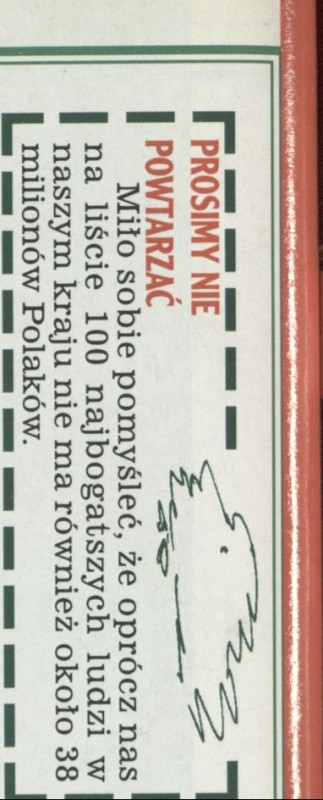 PROSIMY NIE
POWTARZAĆ
Miło sobie pomyśleć, że oprócz nas
na liście 100 najbogatszych ludzi w
naszym kraju nie ma również około 38
milionów Polaków.